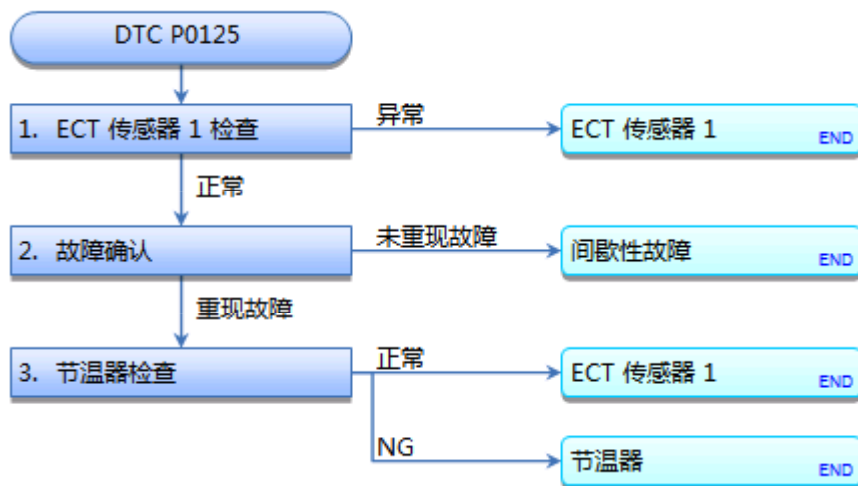 DTC P0125
1. ECT 传感器 1 检查
异常
ECT 传感器 1
END
正常
2. 故障确认
未重现故障
间歇性故障
END
重现故障
3. 节温器检查
正常
ECT 传感器 1
END
NG
节温器
END